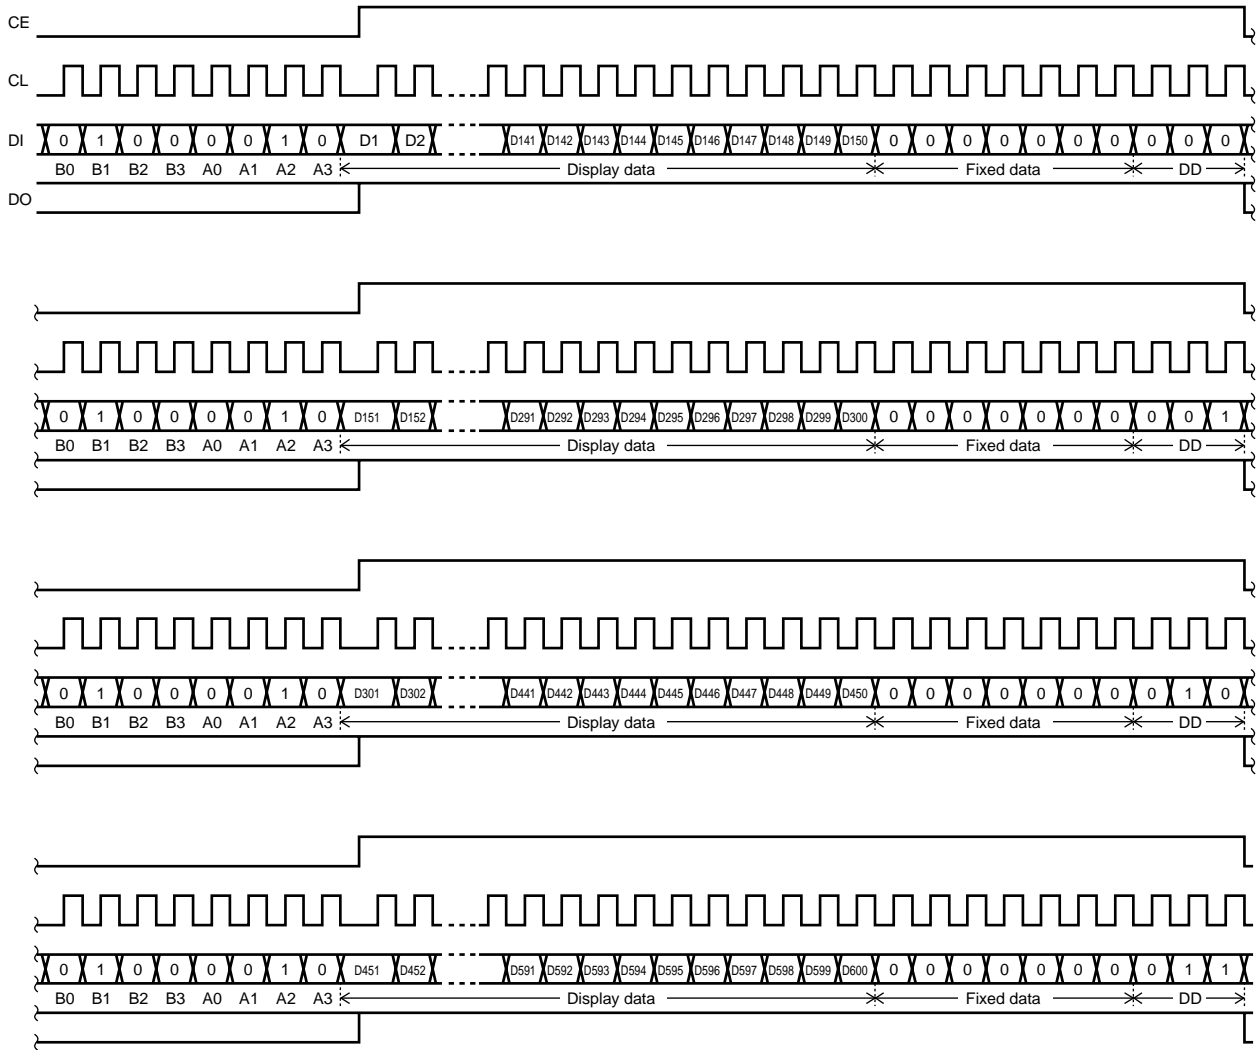 CE
CL
DI 0 1 0 0 0 0 1 0 D1 D2 D141 D142 D143 D144 D145 D146 D147 D148 D149 D150 0 0 0 0 0 0 0 0 0 0
B0 B1 B2 B3 A0 A1 A2 A3 Display data Fixed data DD
DO
0 1 0 0 0 0 1 0 D151 D152 D291 D292 D293 D294 D295 D296 D297 D298 D299 D300 0 0 0 0 0 0 0 0 0 1
B0 B1 B2 B3 A0 A1 A2 A3 Display data Fixed data DD
0 1 0 0 0 0 1 0 D301 D302 D441 D442 D443 D444 D445 D446 D447 D448 D449 D450 0 0 0 0 0 0 0 0 1 0
B0 B1 B2 B3 A0 A1 A2 A3 Display data Fixed data DD
0 1 0 0 0 0 1 0 D451 D452 D591 D592 D593 D594 D595 D596 D597 D598 D599 D600 0 0 0 0 0 0 0 0 1 1
B0 B1 B2 B3 A0 A1 A2 A3 Display data Fixed data DD